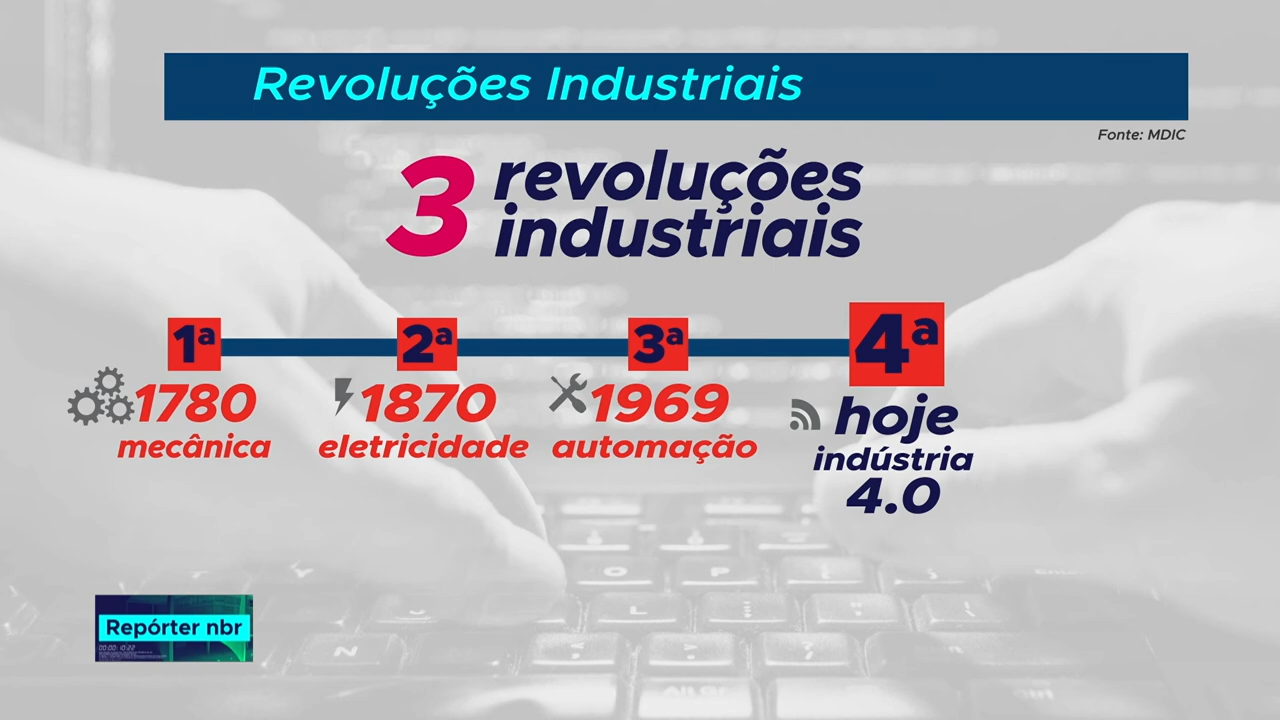 Revoluções Industriais
Fonte: MDIC
3 revoluções
industriais
1ª
2ª
3ª
4ª
1780
mecânica
1870
eletricidade
1969
automação
hoje
indústria
4.0
O
P
L
N
Repórter nbr